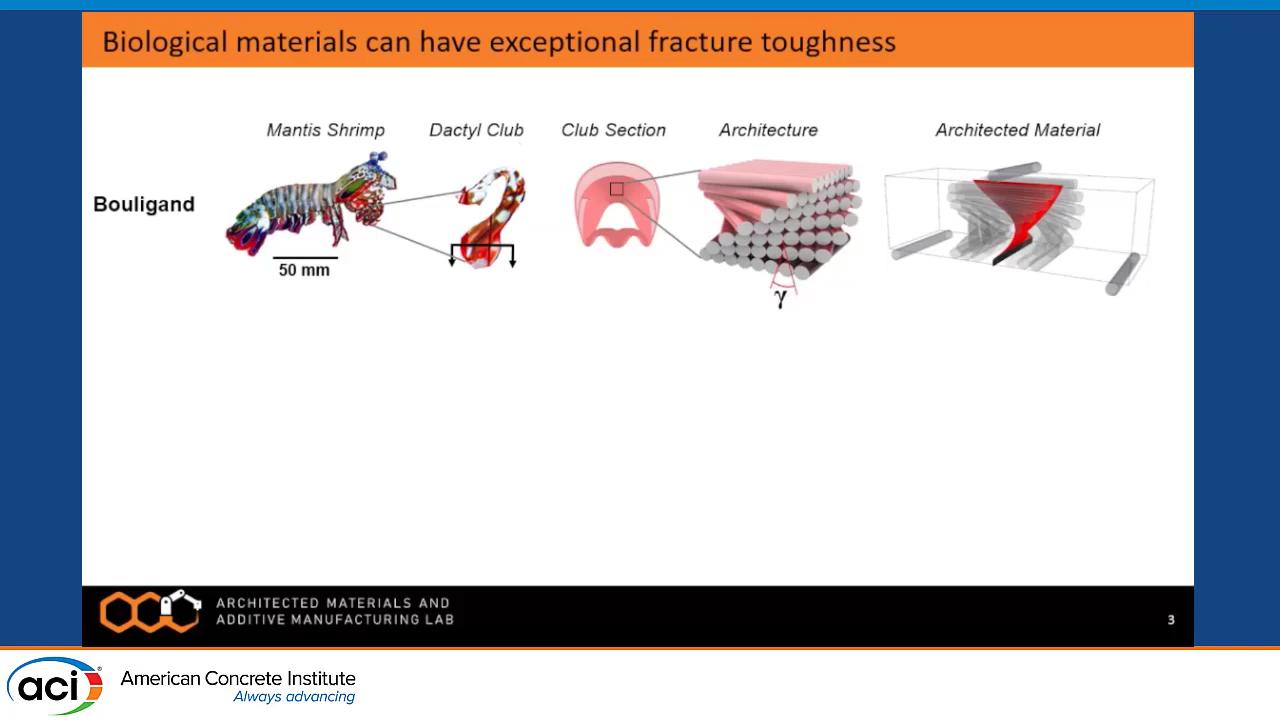 Biological materials can have exceptional fracture toughness
Mantis Shrimp
Dactyl Club
Club Section
Architecture
Architected Material
Bouligand
50 mm
γ
ARCHITECTED MATERIALS AND
ADDITIVE MANUFACTURING LAB
3
aci
®
American Concrete Institute
Always advancing